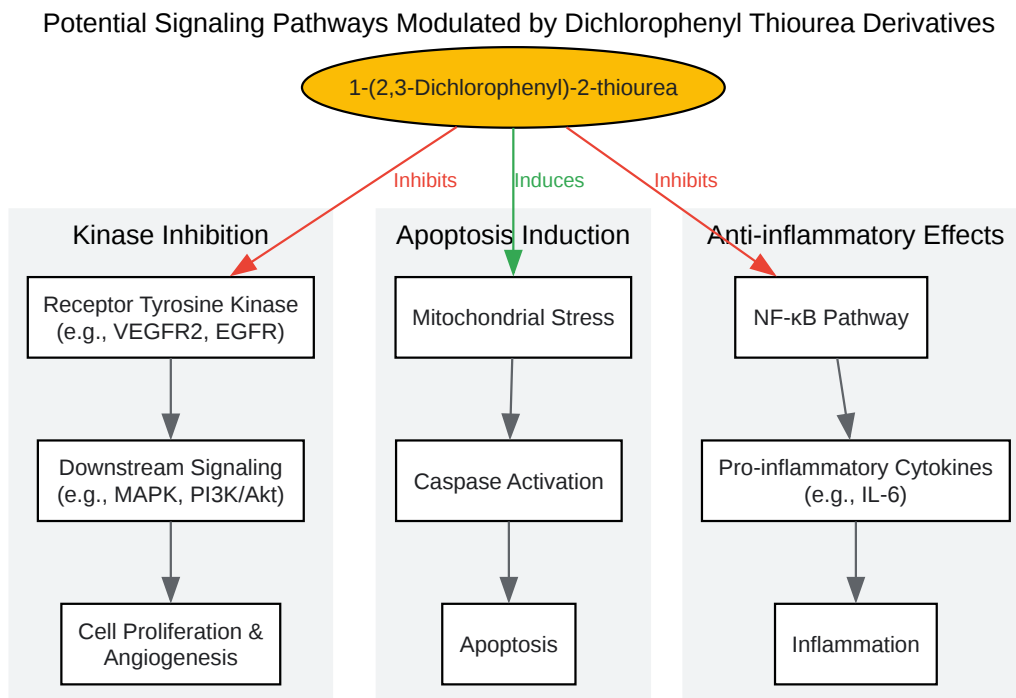 Potential Signaling Pathways Modulated by Dichlorophenyl Thiourea Derivatives
1-(2,3-Dichlorophenyl)-2-thiourea
Inhibits
Induces
Inhibits
Kinase Inhibition
Receptor Tyrosine Kinase
(e.g., VEGFR2, EGFR)
Downstream Signaling
(e.g., MAPK, PI3K/Akt)
Cell Proliferation &
Angiogenesis
Apoptosis Induction
Mitochondrial Stress
Caspase Activation
Apoptosis
Anti-inflammatory Effects
NF-κB Pathway
Pro-inflammatory Cytokines
(e.g., IL-6)
Inflammation